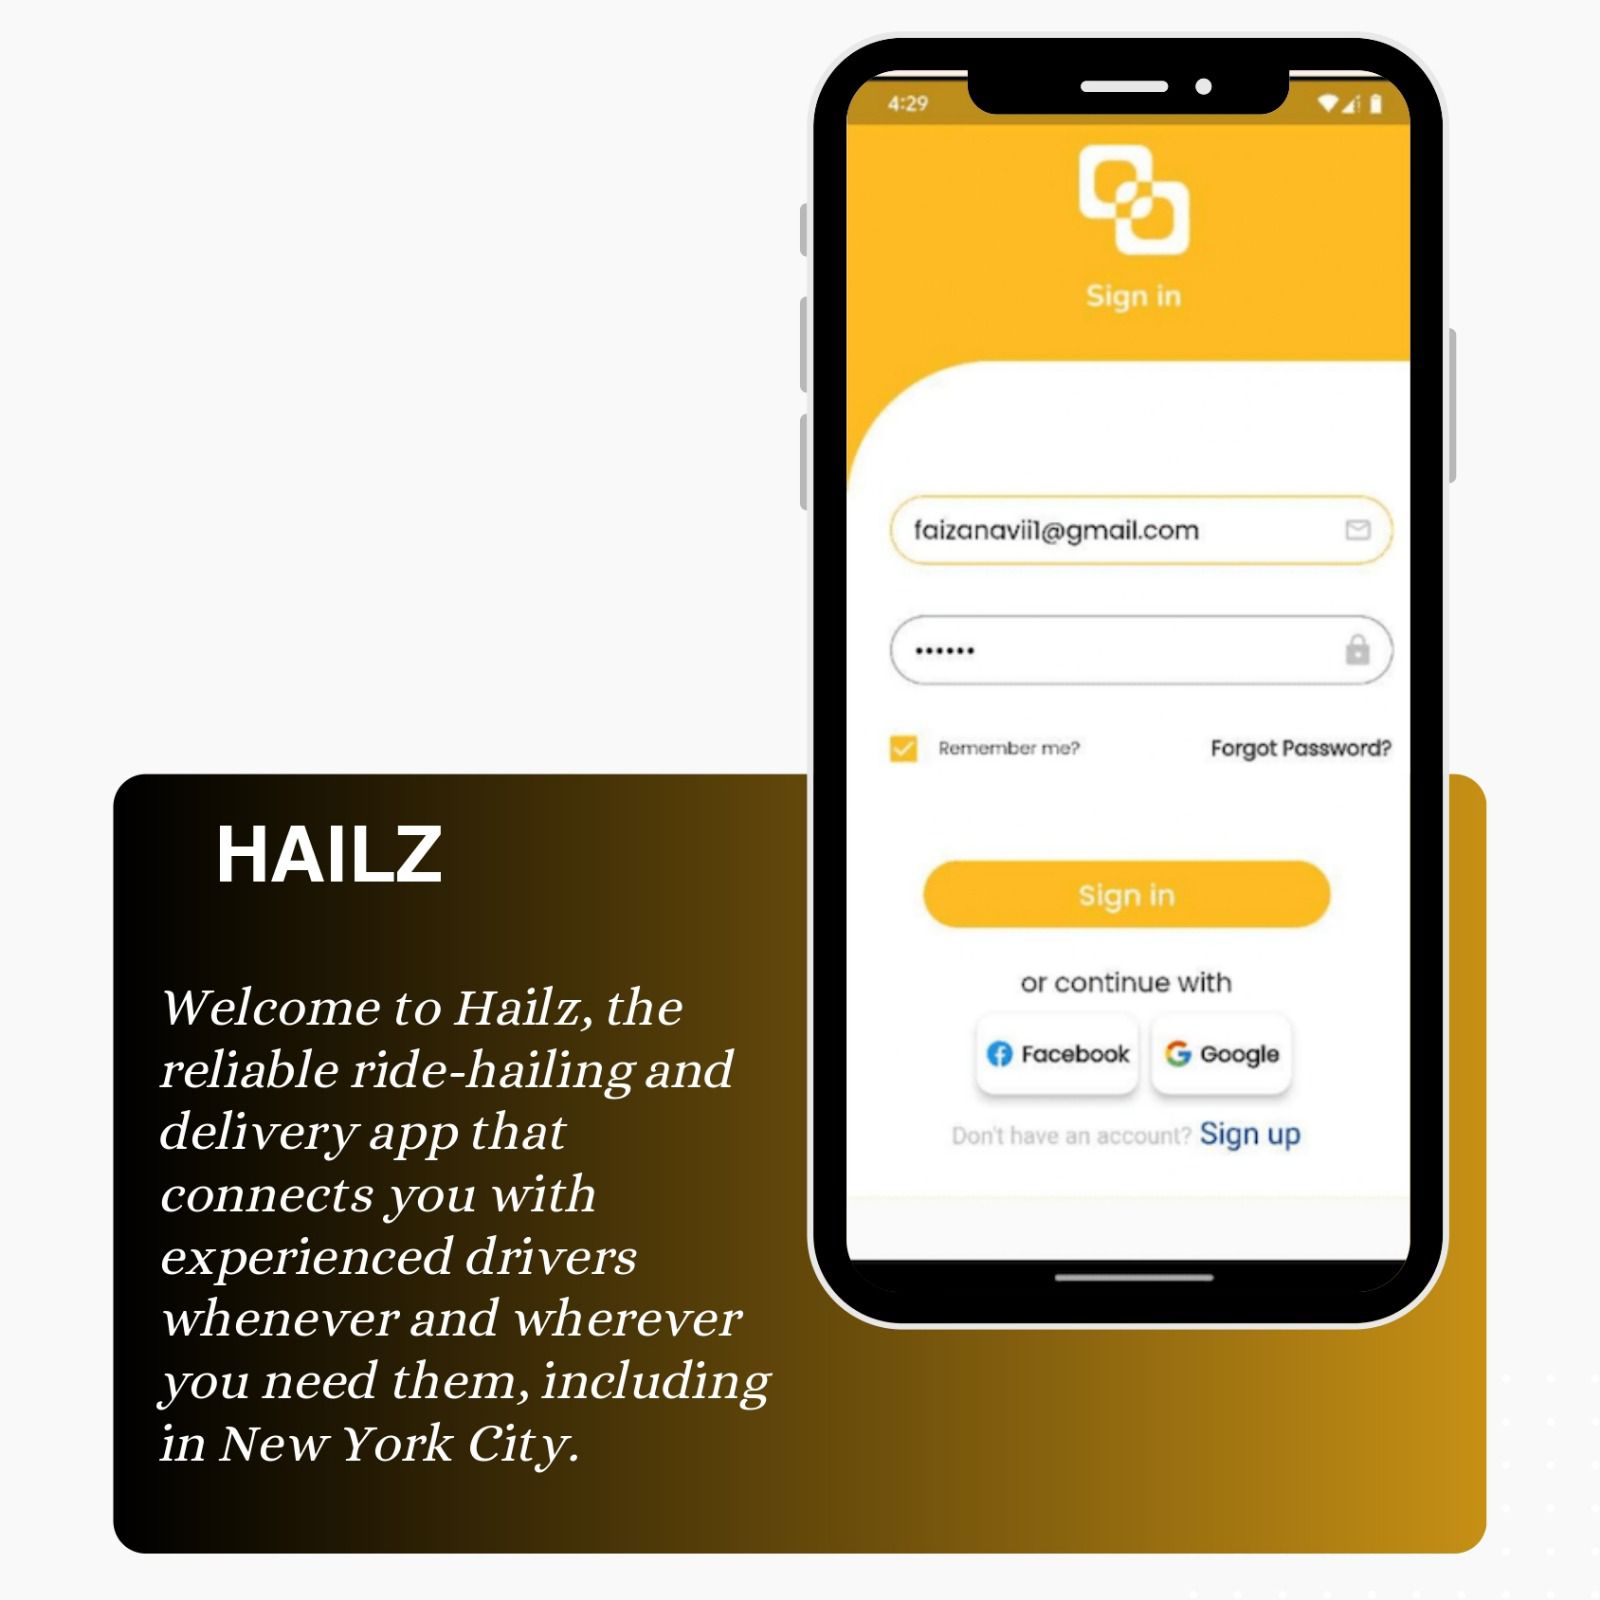 4:29
Sign in
faizanavii1@gmail.com
••••••
Remember me? Forgot Password?
Sign in
or continue with
Facebook Google
Don't have an account? Sign up
HAILZ
Welcome to Hailz, the
reliable ride-hailing and
delivery app that
connects you with
experienced drivers
whenever and wherever
you need them, including
in New York City.